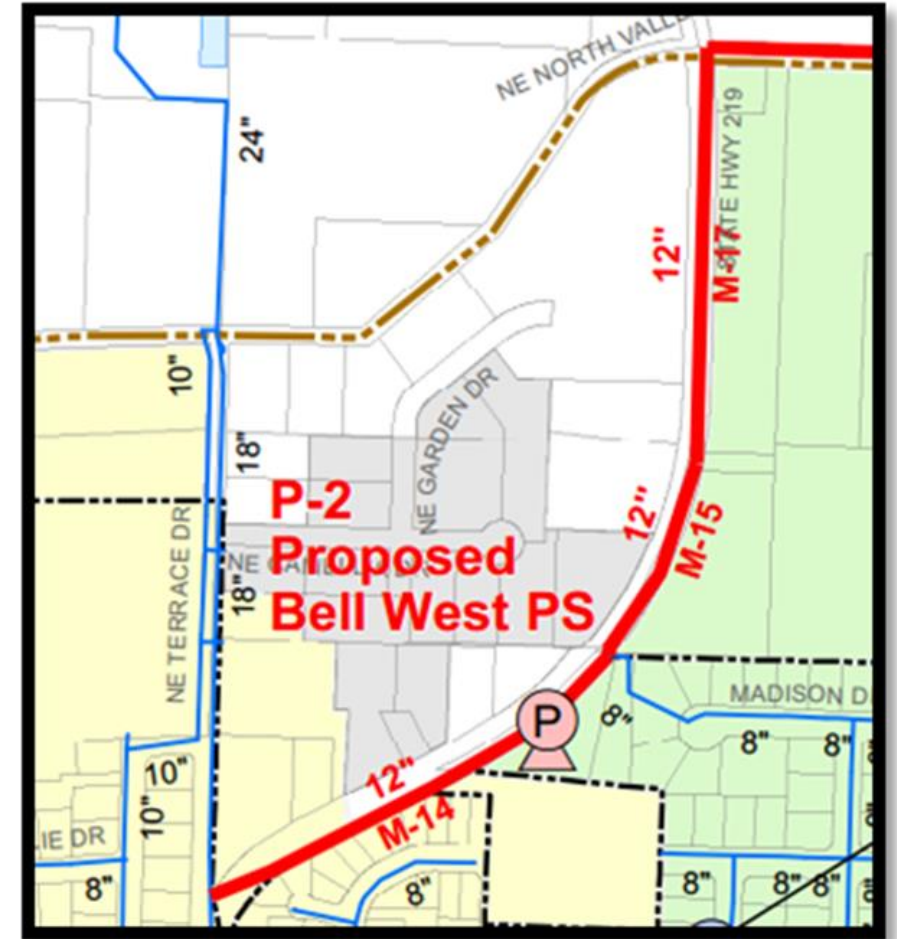 NE NORTH VALLE
STATE HWY 219
24"
12"
M-17
10"
18"
NE GARDEN DR
P-2
Proposed
Bell West PS
12"
M-15
NE TERRACE DR
18"
MADISON D
P
8"
8"
8"
10"
12"
M-14
10"
IE DR
8"
8"
8"
8"
8"
8"